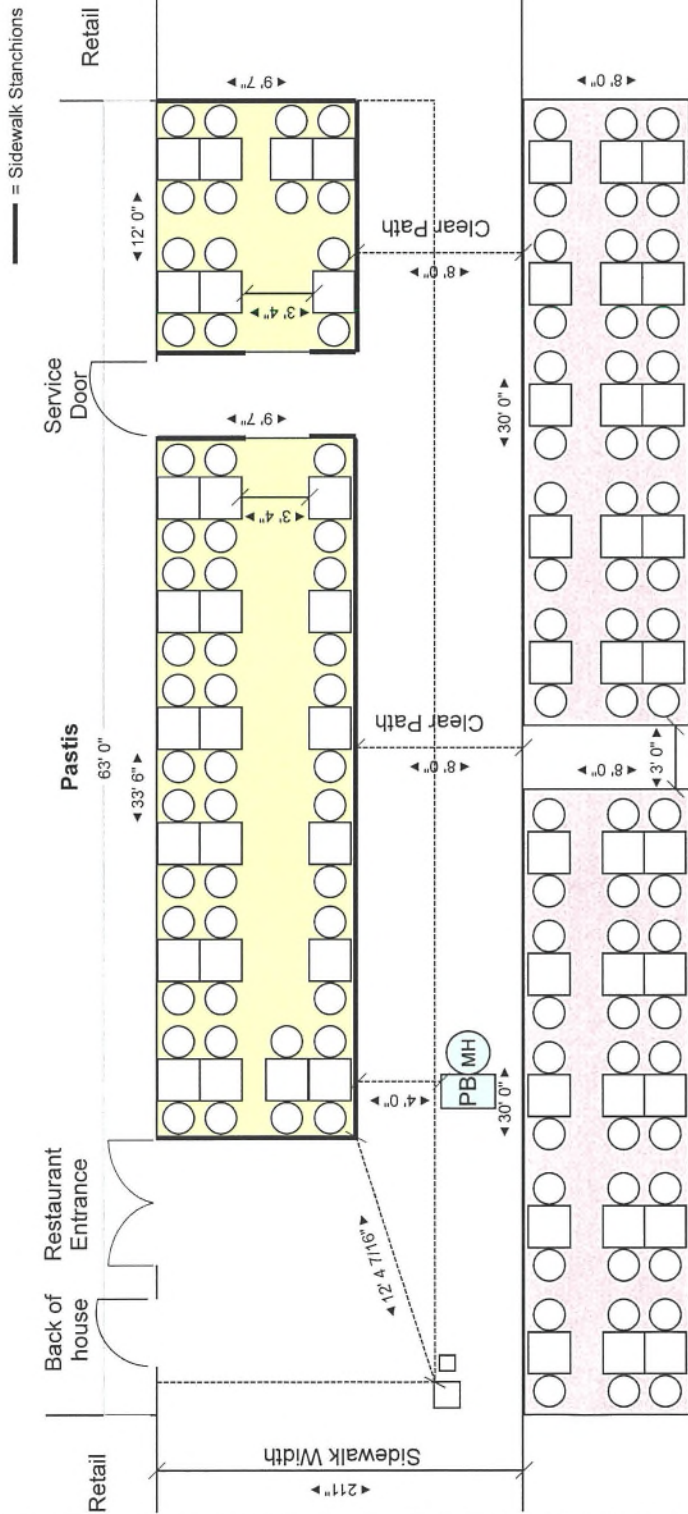 = Sidewalk Stanchions
Retail
Back of
house
Restaurant
Entrance
Pastis
63' 0"
Service
Door
Retail
33' 6"
12' 0"
9' 7"
9' 7"
3' 4"
3' 4"
Sidewalk Width
211"
12' 4 7/16"
4' 0"
PB
MH
Clear Path
8' 0"
Clear Path
8' 0"
30' 0"
30' 0"
8' 0"
3' 0"
8' 0"